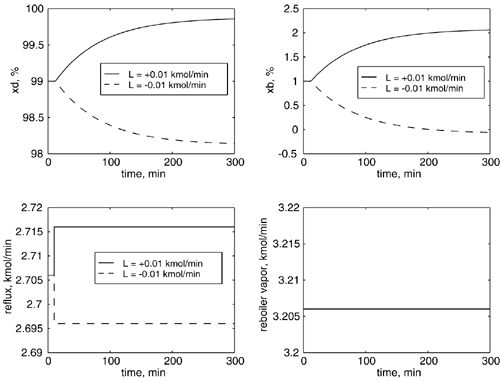 100
99.5
99
98.5
98
xd, %
L = +0.01 kmol/min
L = -0.01 kmol/min
0 100 200 300
time, min
2.5
2
1.5
1
0.5
0
-0.5
xb, %
L = +0.01 kmol/min
L = -0.01 kmol/min
0 100 200 300
time, min
2.72
2.715
2.71
2.705
2.7
2.695
2.69
reflux, kmol/min
L = +0.01 kmol/min
L = -0.01 kmol/min
0 100 200 300
time, min
3.22
3.215
3.21
3.205
3.2
reboiler vapor, kmol/min
0 100 200 300
time, min